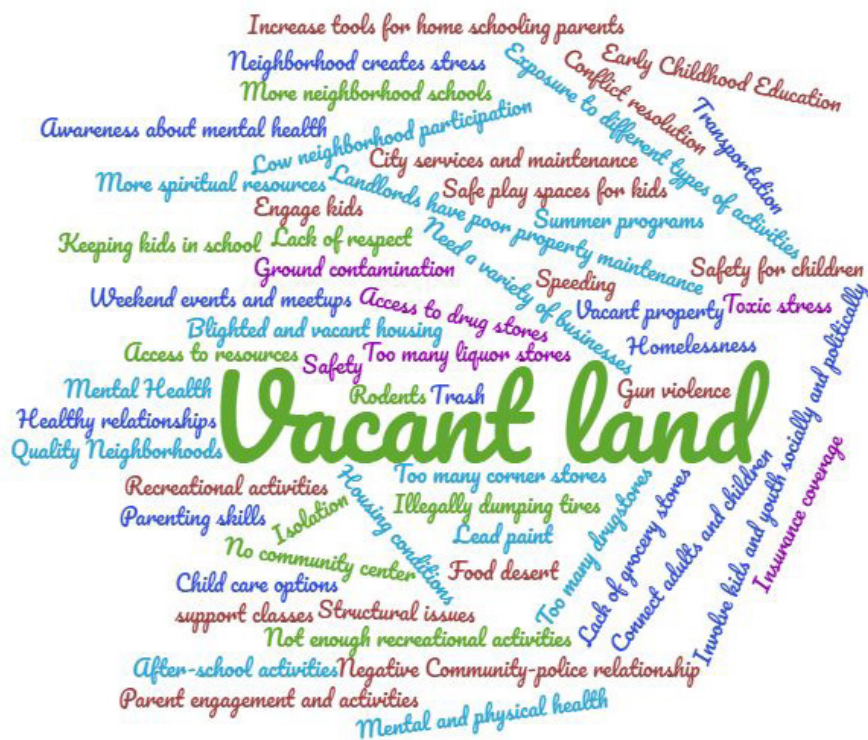 Increase tools for home schooling parents
Early Childhood Education
Neighborhood creates stress
Exposure to different types of activities
Conflict resolution
More neighborhood schools
Transportation
Awareness about mental health
Low neighborhood participation
City services and maintenance
More spiritual resources
Landlords have poor property maintenance
Safe play spaces for kids
Engage kids
Summer programs
Keeping kids in school
Lack of respect
Need a variety of businesses
Ground contamination
Speeding
Safety for children
Weekend events and meetups
Access to drug stores
Vacant property
Toxic stress
Blighted and vacant housing
Homelessness
Access to resources
Safety
Too many liquor stores
Mental Health
Rodents
Trash
Gun violence
Healthy relationships
Vacant land
Quality Neighborhoods
Involve kids and youth socially and politically
Insurance coverage
Too many corner stores
Recreational activities
Housing conditions
Illegally dumping tires
Too many drugstores
Lack of grocery stores
Connect adults and children
Parenting skills
Isolation
Lead paint
No community center
Food desert
Child care options
support classes
Structural issues
Not enough recreational activities
After-school activities
Negative Community-police relationship
Parent engagement and activities
Mental and physical health